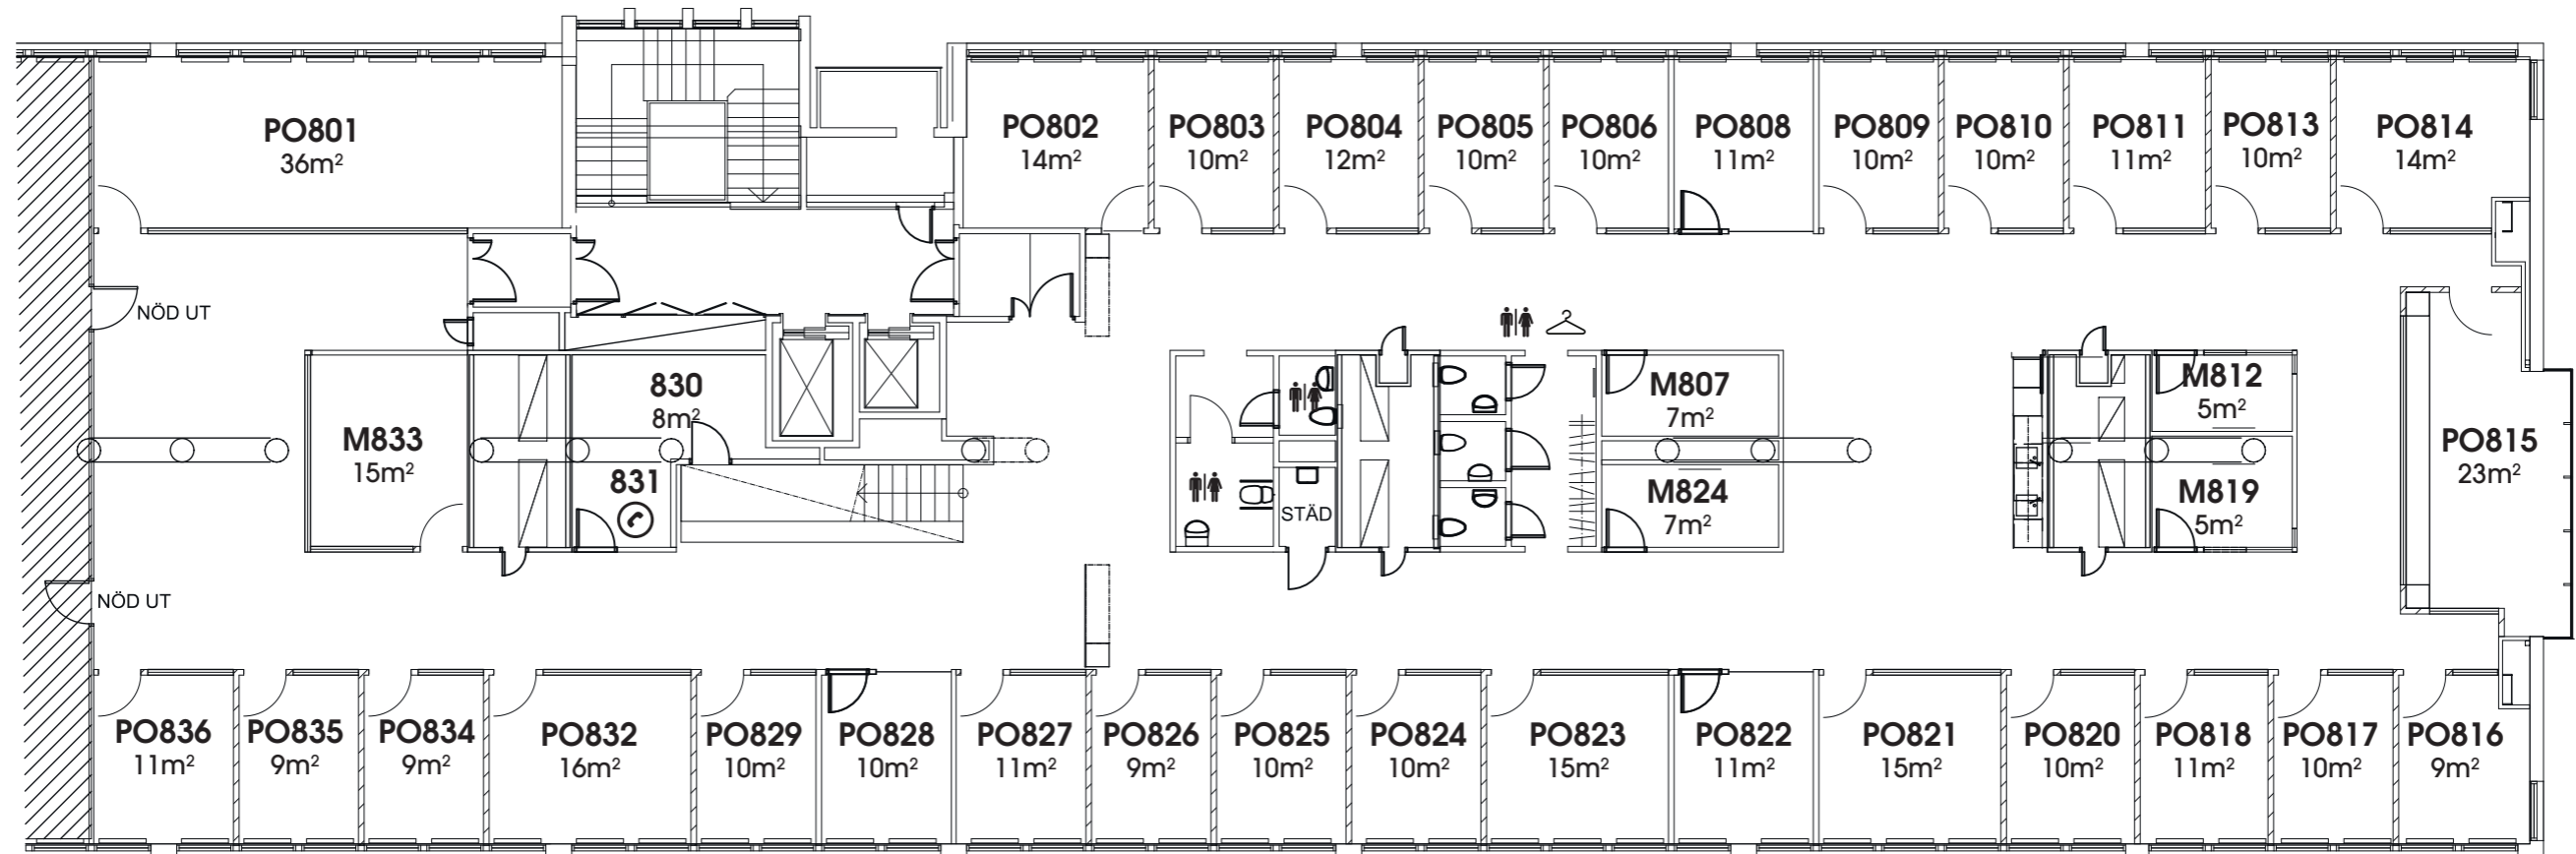 PO801
36m²
PO802
14m²
PO803
10m²
PO804
12m²
PO805
10m²
PO806
10m²
PO808
11m²
PO809
10m²
PO810
10m²
PO811
11m²
PO813
10m²
PO814
14m²
NÖD UT
M833
15m²
830
8m²
831
STÄD
M807
7m²
M824
7m²
M812
5m²
M819
5m²
PO815
23m²
NÖD UT
PO836
11m²
PO835
9m²
PO834
9m²
PO832
16m²
PO829
10m²
PO828
10m²
PO827
11m²
PO826
9m²
PO825
10m²
PO824
10m²
PO823
15m²
PO822
11m²
PO821
15m²
PO820
10m²
PO818
11m²
PO817
10m²
PO816
9m²